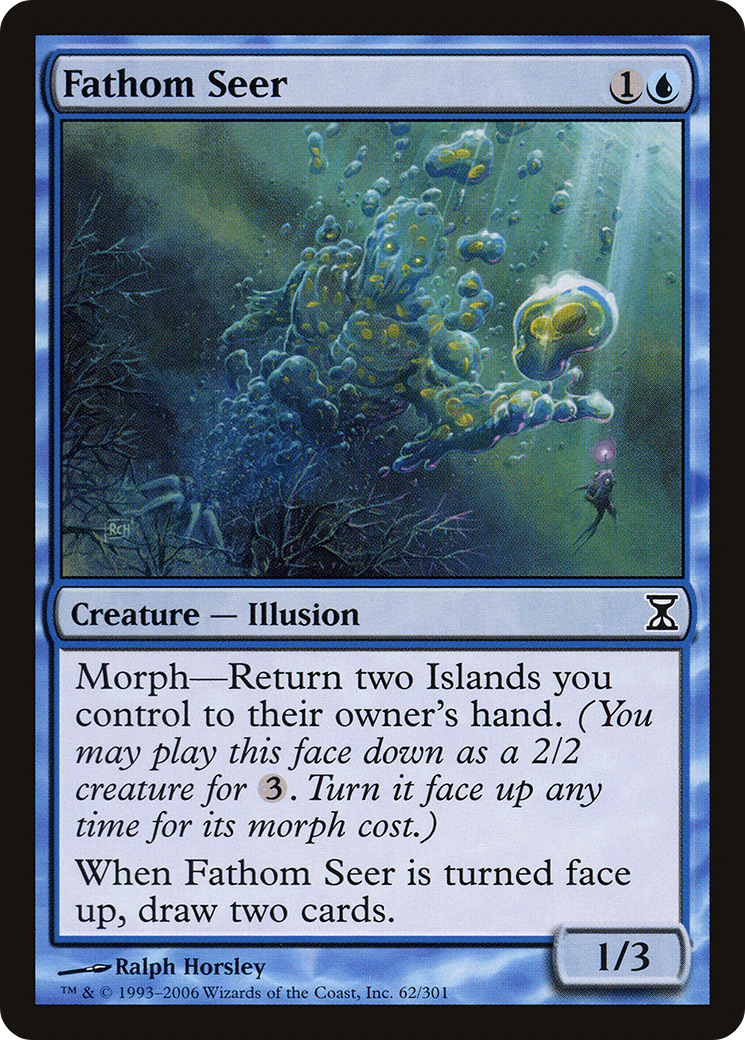 Fathom Seer 1
RCH
Creature — Illusion
Morph—Return two Islands you
control to their owner's hand. (You
may play this face down as a 2/2
creature for 3. Turn it face up any
time for its morph cost.)
When Fathom Seer is turned face
up, draw two cards.
1/3
Ralph Horsley
™ & © 1993–2006 Wizards of the Coast, Inc. 62/301